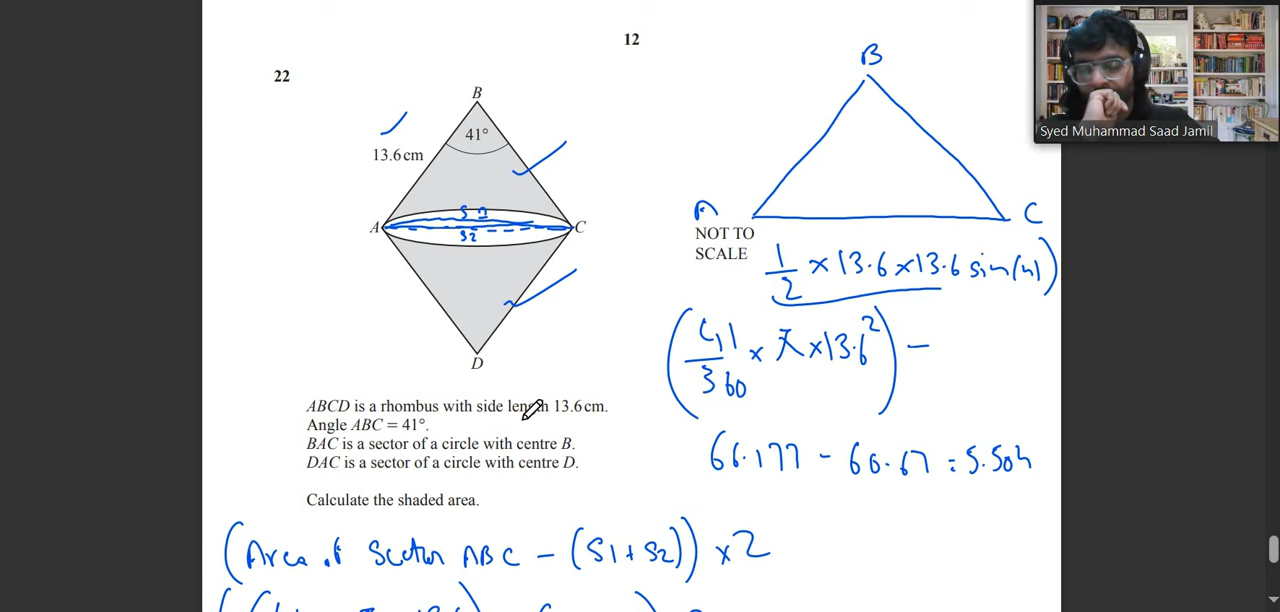 12
22
B
41°
13.6 cm
S1
A
C
S2
D
B
A
C
NOT TO
SCALE
1/2 × 13.6 × 13.6 sin(41)
(41/360 × π × 13.6²) −
66.177 - 60.67 = 5.504
ABCD is a rhombus with side length 13.6 cm.
Angle ABC = 41°.
BAC is a sector of a circle with centre B.
DAC is a sector of a circle with centre D.
Calculate the shaded area.
(Area of Sector ABC - (S1 + S2)) × 2
Syed Muhammad Saad Jamil